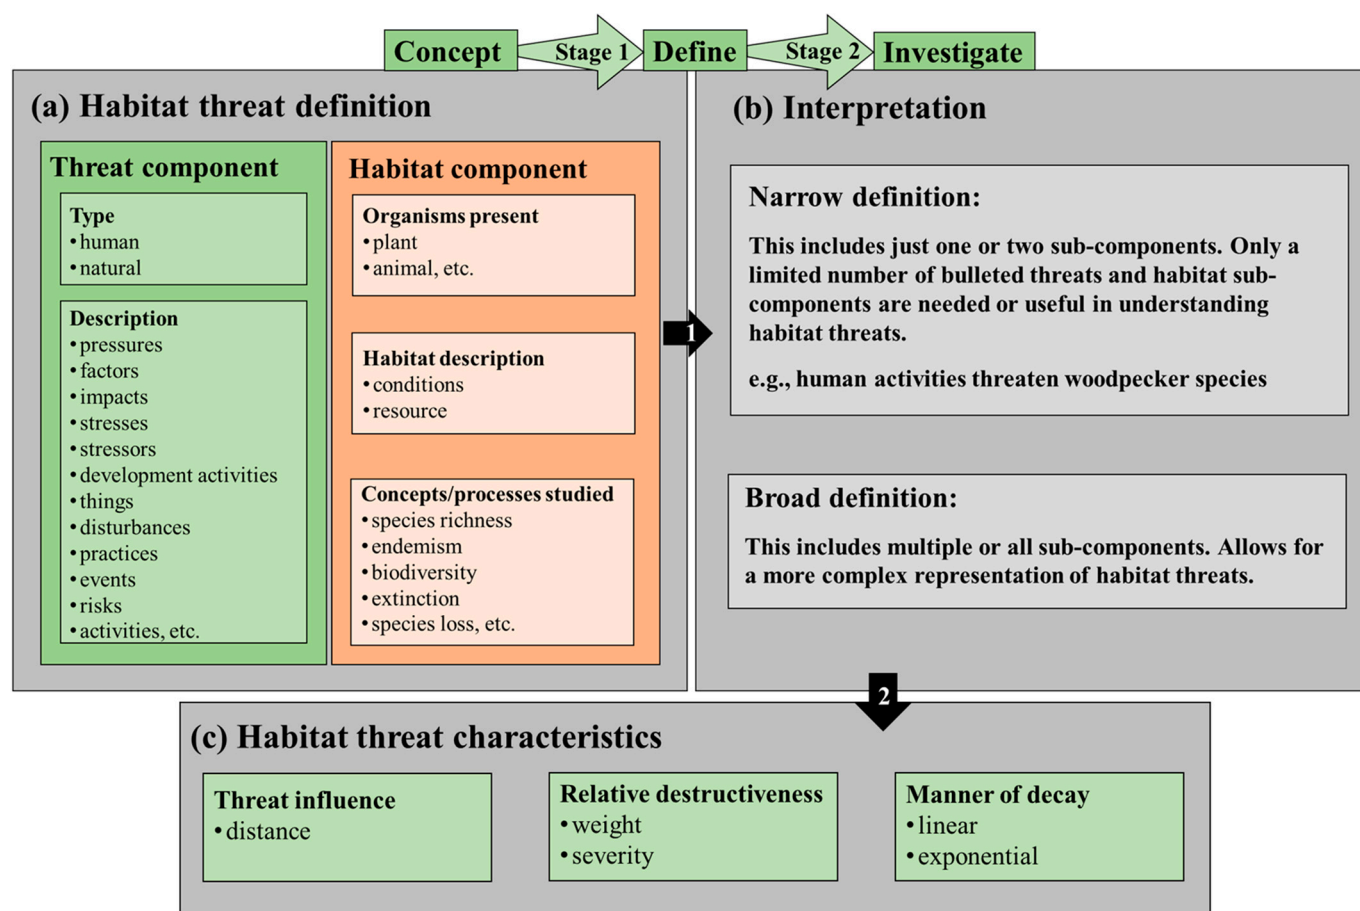 Concept
Stage 1
Define
Stage 2
Investigate
(a) Habitat threat definition
Threat component
Type
• human
• natural
Description
• pressures
• factors
• impacts
• stresses
• stressors
• development activities
• things
• disturbances
• practices
• events
• risks
• activities, etc.
Habitat component
Organisms present
• plant
• animal, etc.
Habitat description
• conditions
• resource
Concepts/processes studied
• species richness
• endemism
• biodiversity
• extinction
• species loss, etc.
1
(b) Interpretation
Narrow definition:
This includes just one or two sub-components. Only a
limited number of bulleted threats and habitat sub-
components are needed or useful in understanding
habitat threats.
e.g., human activities threaten woodpecker species
Broad definition:
This includes multiple or all sub-components. Allows for
a more complex representation of habitat threats.
2
(c) Habitat threat characteristics
Threat influence
• distance
Relative destructiveness
• weight
• severity
Manner of decay
• linear
• exponential